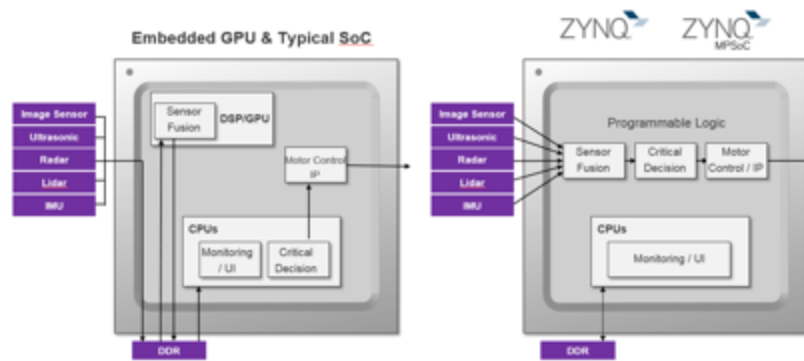 Embedded GPU & Typical SoC
Image Sensor
Ultrasonic
Radar
Lidar
IMU
Sensor
Fusion
DSP/GPU
Motor Control
IP
CPUs
Monitoring
/ UI
Critical
Decision
DDR
ZYNQ
ZYNQ
MPSoC
Image Sensor
Ultrasonic
Radar
Lidar
IMU
Programmable Logic
Sensor
Fusion
Critical
Decision
Motor
Control / IP
CPUs
Monitoring / UI
DDR